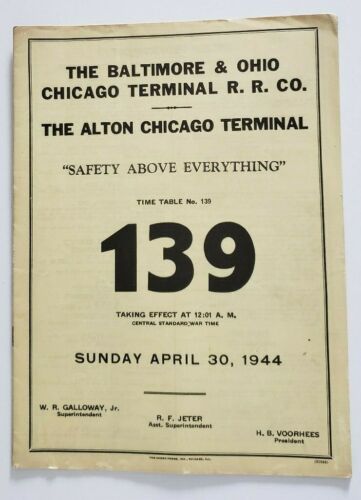 THE BALTIMORE & OHIO
CHICAGO TERMINAL R. R. CO.
THE ALTON CHICAGO TERMINAL
"SAFETY ABOVE EVERYTHING"
TIME TABLE No. 139
139
TAKING EFFECT AT 12:01 A. M.
CENTRAL STANDARD, WAR TIME
SUNDAY APRIL 30, 1944
W. R. GALLOWAY, Jr.
Superintendent
R. F. JETER
Asst. Superintendent
H. B. VOORHEES
President